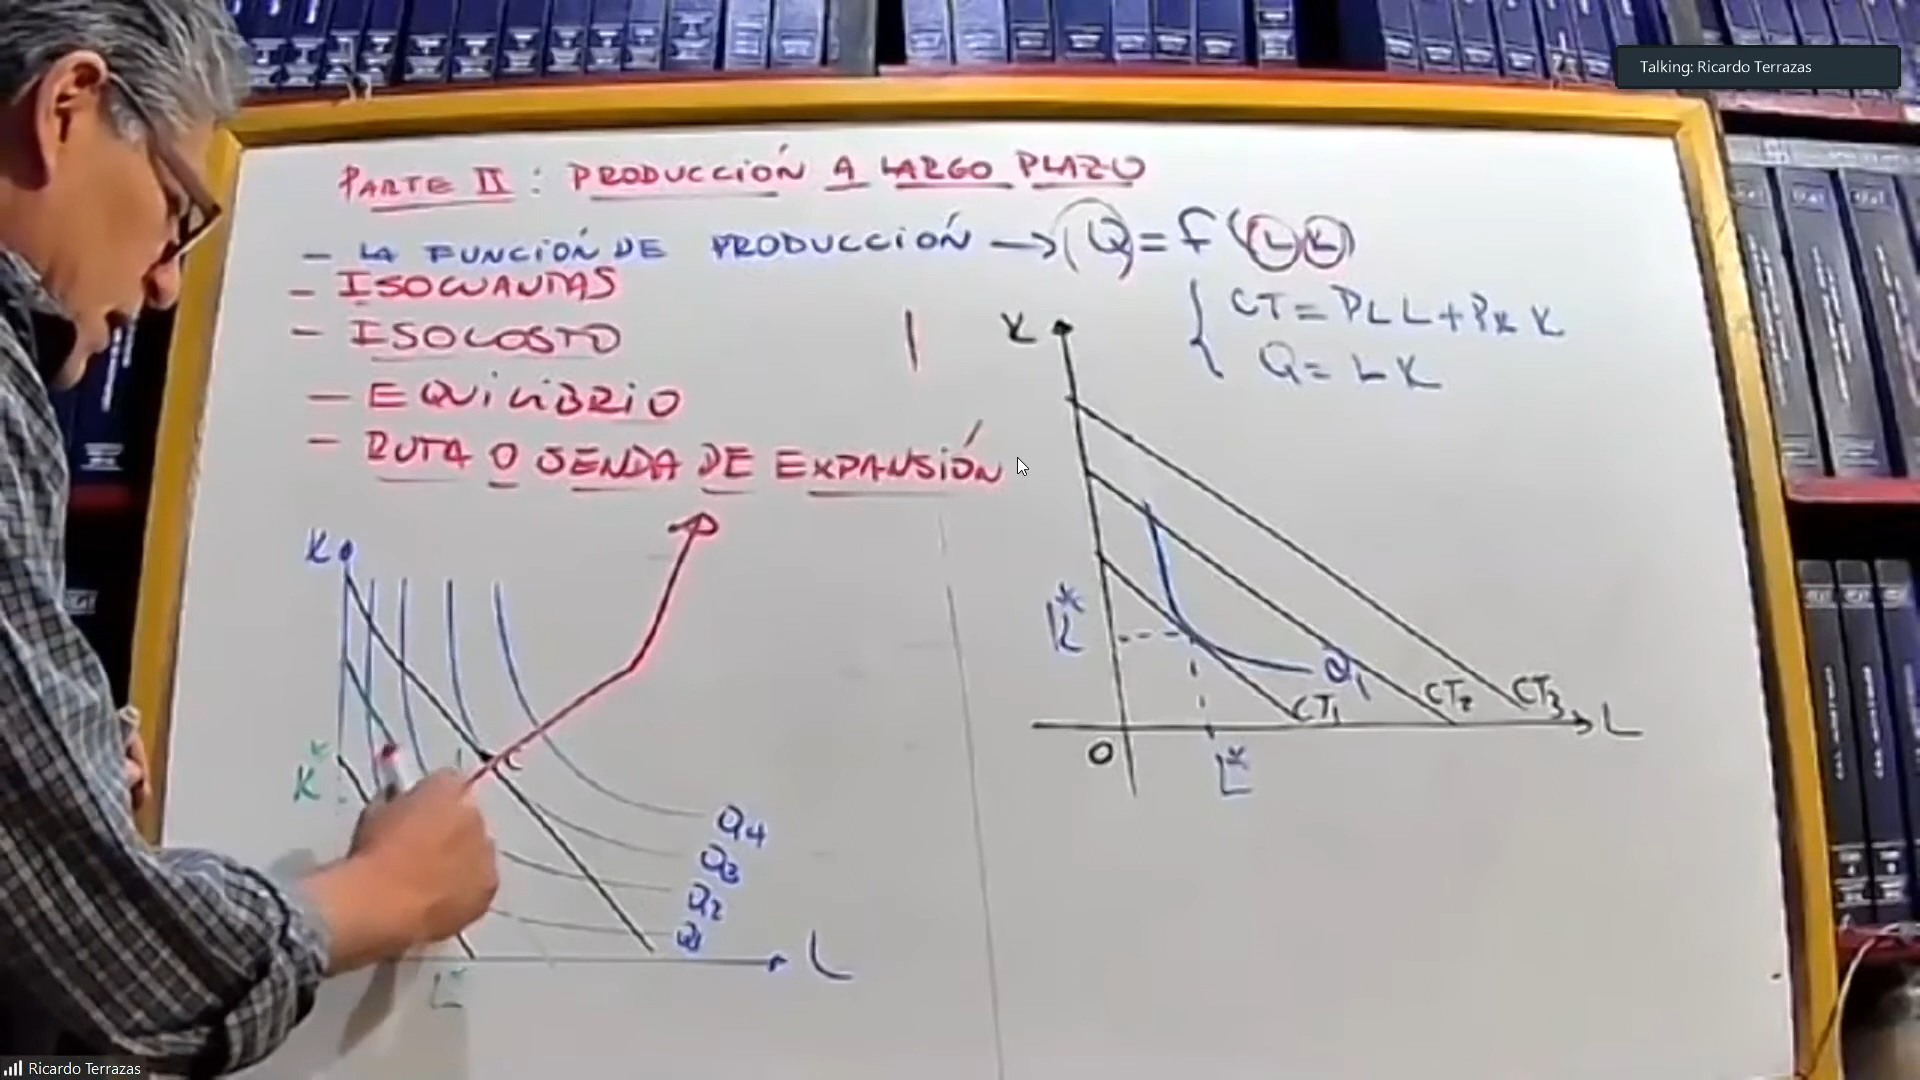 Talking: Ricardo Terrazas
PARTE II : PRODUCCIÓN A LARGO PLAZO
- LA FUNCIÓN DE PRODUCCIÓN → Q = f (L K)
- ISOCUANTAS
- ISOCOSTO
- EQUILIBRIO
- RUTA O SENDA DE EXPANSIÓN
CT = PL L + PK K
Q = L K
K
K*
Q1
CT1
CT2
CT3
L
O
L*
K
K*
C
Q4
Q3
Q2
Q1
L
L*
Ricardo Terrazas